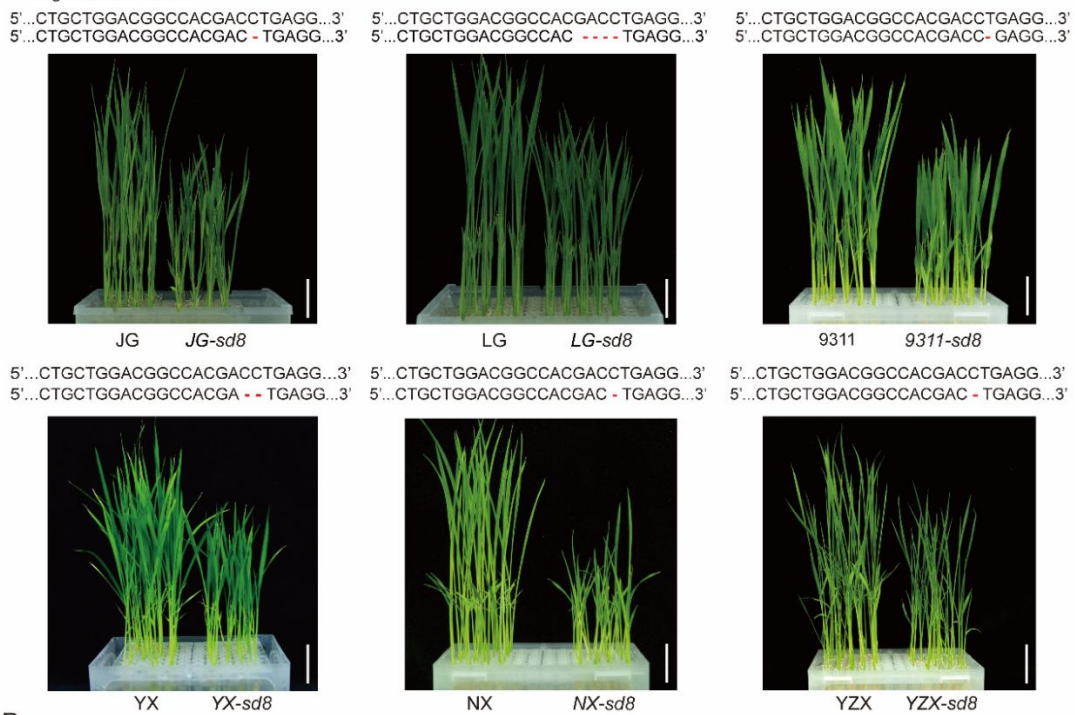 5'...CTGCTGGACGGCCACGACCTGAGG...3' 5'...CTGCTGGACGGCCACGACCTGAGG...3' 5'...CTGCTGGACGGCCACGACCTGAGG...3'
5'...CTGCTGGACGGCCACGAC - TGAGG...3' 5'...CTGCTGGACGGCCAC - - - - TGAGG...3' 5'...CTGCTGGACGGCCACGACC- GAGG...3'
JG JG-sd8 LG LG-sd8 9311 9311-sd8
5'...CTGCTGGACGGCCACGACCTGAGG...3' 5'...CTGCTGGACGGCCACGACCTGAGG...3' 5'...CTGCTGGACGGCCACGACCTGAGG...3'
5'...CTGCTGGACGGCCACGA - - TGAGG...3' 5'...CTGCTGGACGGCCACGAC - TGAGG...3' 5'...CTGCTGGACGGCCACGAC - TGAGG...3'
YX YX-sd8 NX NX-sd8 YZX YZX-sd8